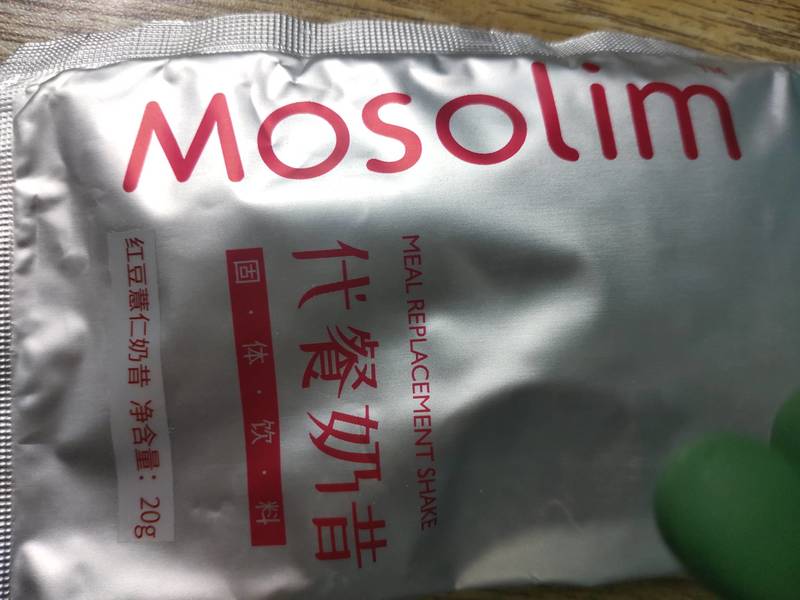 Mosolim
TM
MEAL REPLACEMENT SHAKE
代餐奶昔
固·体·饮·料
红豆薏仁奶昔 净含量：20g